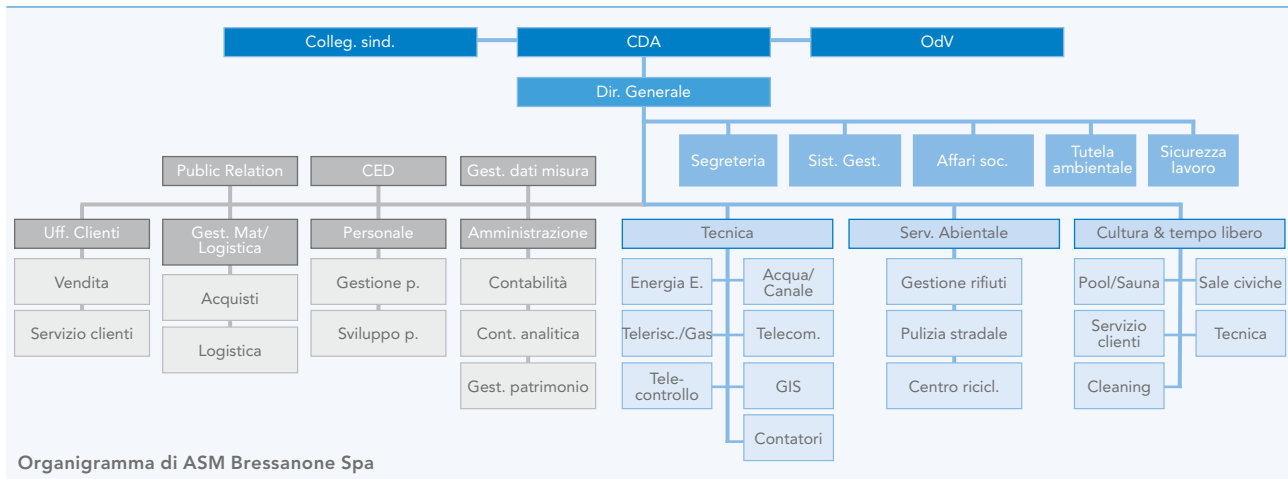 Colleg. sind.
CDA
OdV
Dir. Generale
Segreteria
Sist. Gest.
Affari soc.
Tutela
ambientale
Sicurezza
lavoro
Public Relation
CED
Gest. dati misura
Uff. Clienti
Gest. Mat/
Logistica
Personale
Amministrazione
Tecnica
Serv. Abientale
Cultura & tempo libero
Vendita
Servizio clienti
Acquisti
Logistica
Gestione p.
Sviluppo p.
Contabilità
Cont. analitica
Gest. patrimonio
Energia E.
Acqua/
Canale
Telerisc./Gas
Telecom.
Tele-
controllo
GIS
Contatori
Gestione rifiuti
Pulizia stradale
Centro ricicl.
Pool/Sauna
Sale civiche
Servizio
clienti
Tecnica
Cleaning
Organigramma di ASM Bressanone Spa